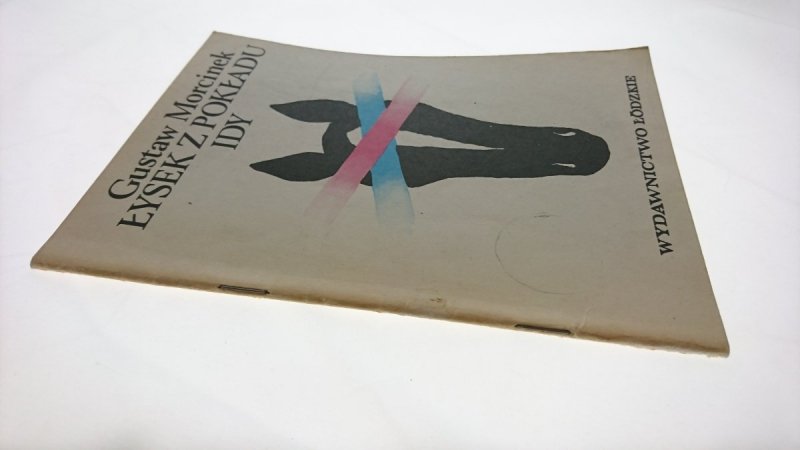 Gustaw Morcinek
ŁYSEK Z POKŁADU
IDY
WYDAWNICTWO ŁÓDZKIE